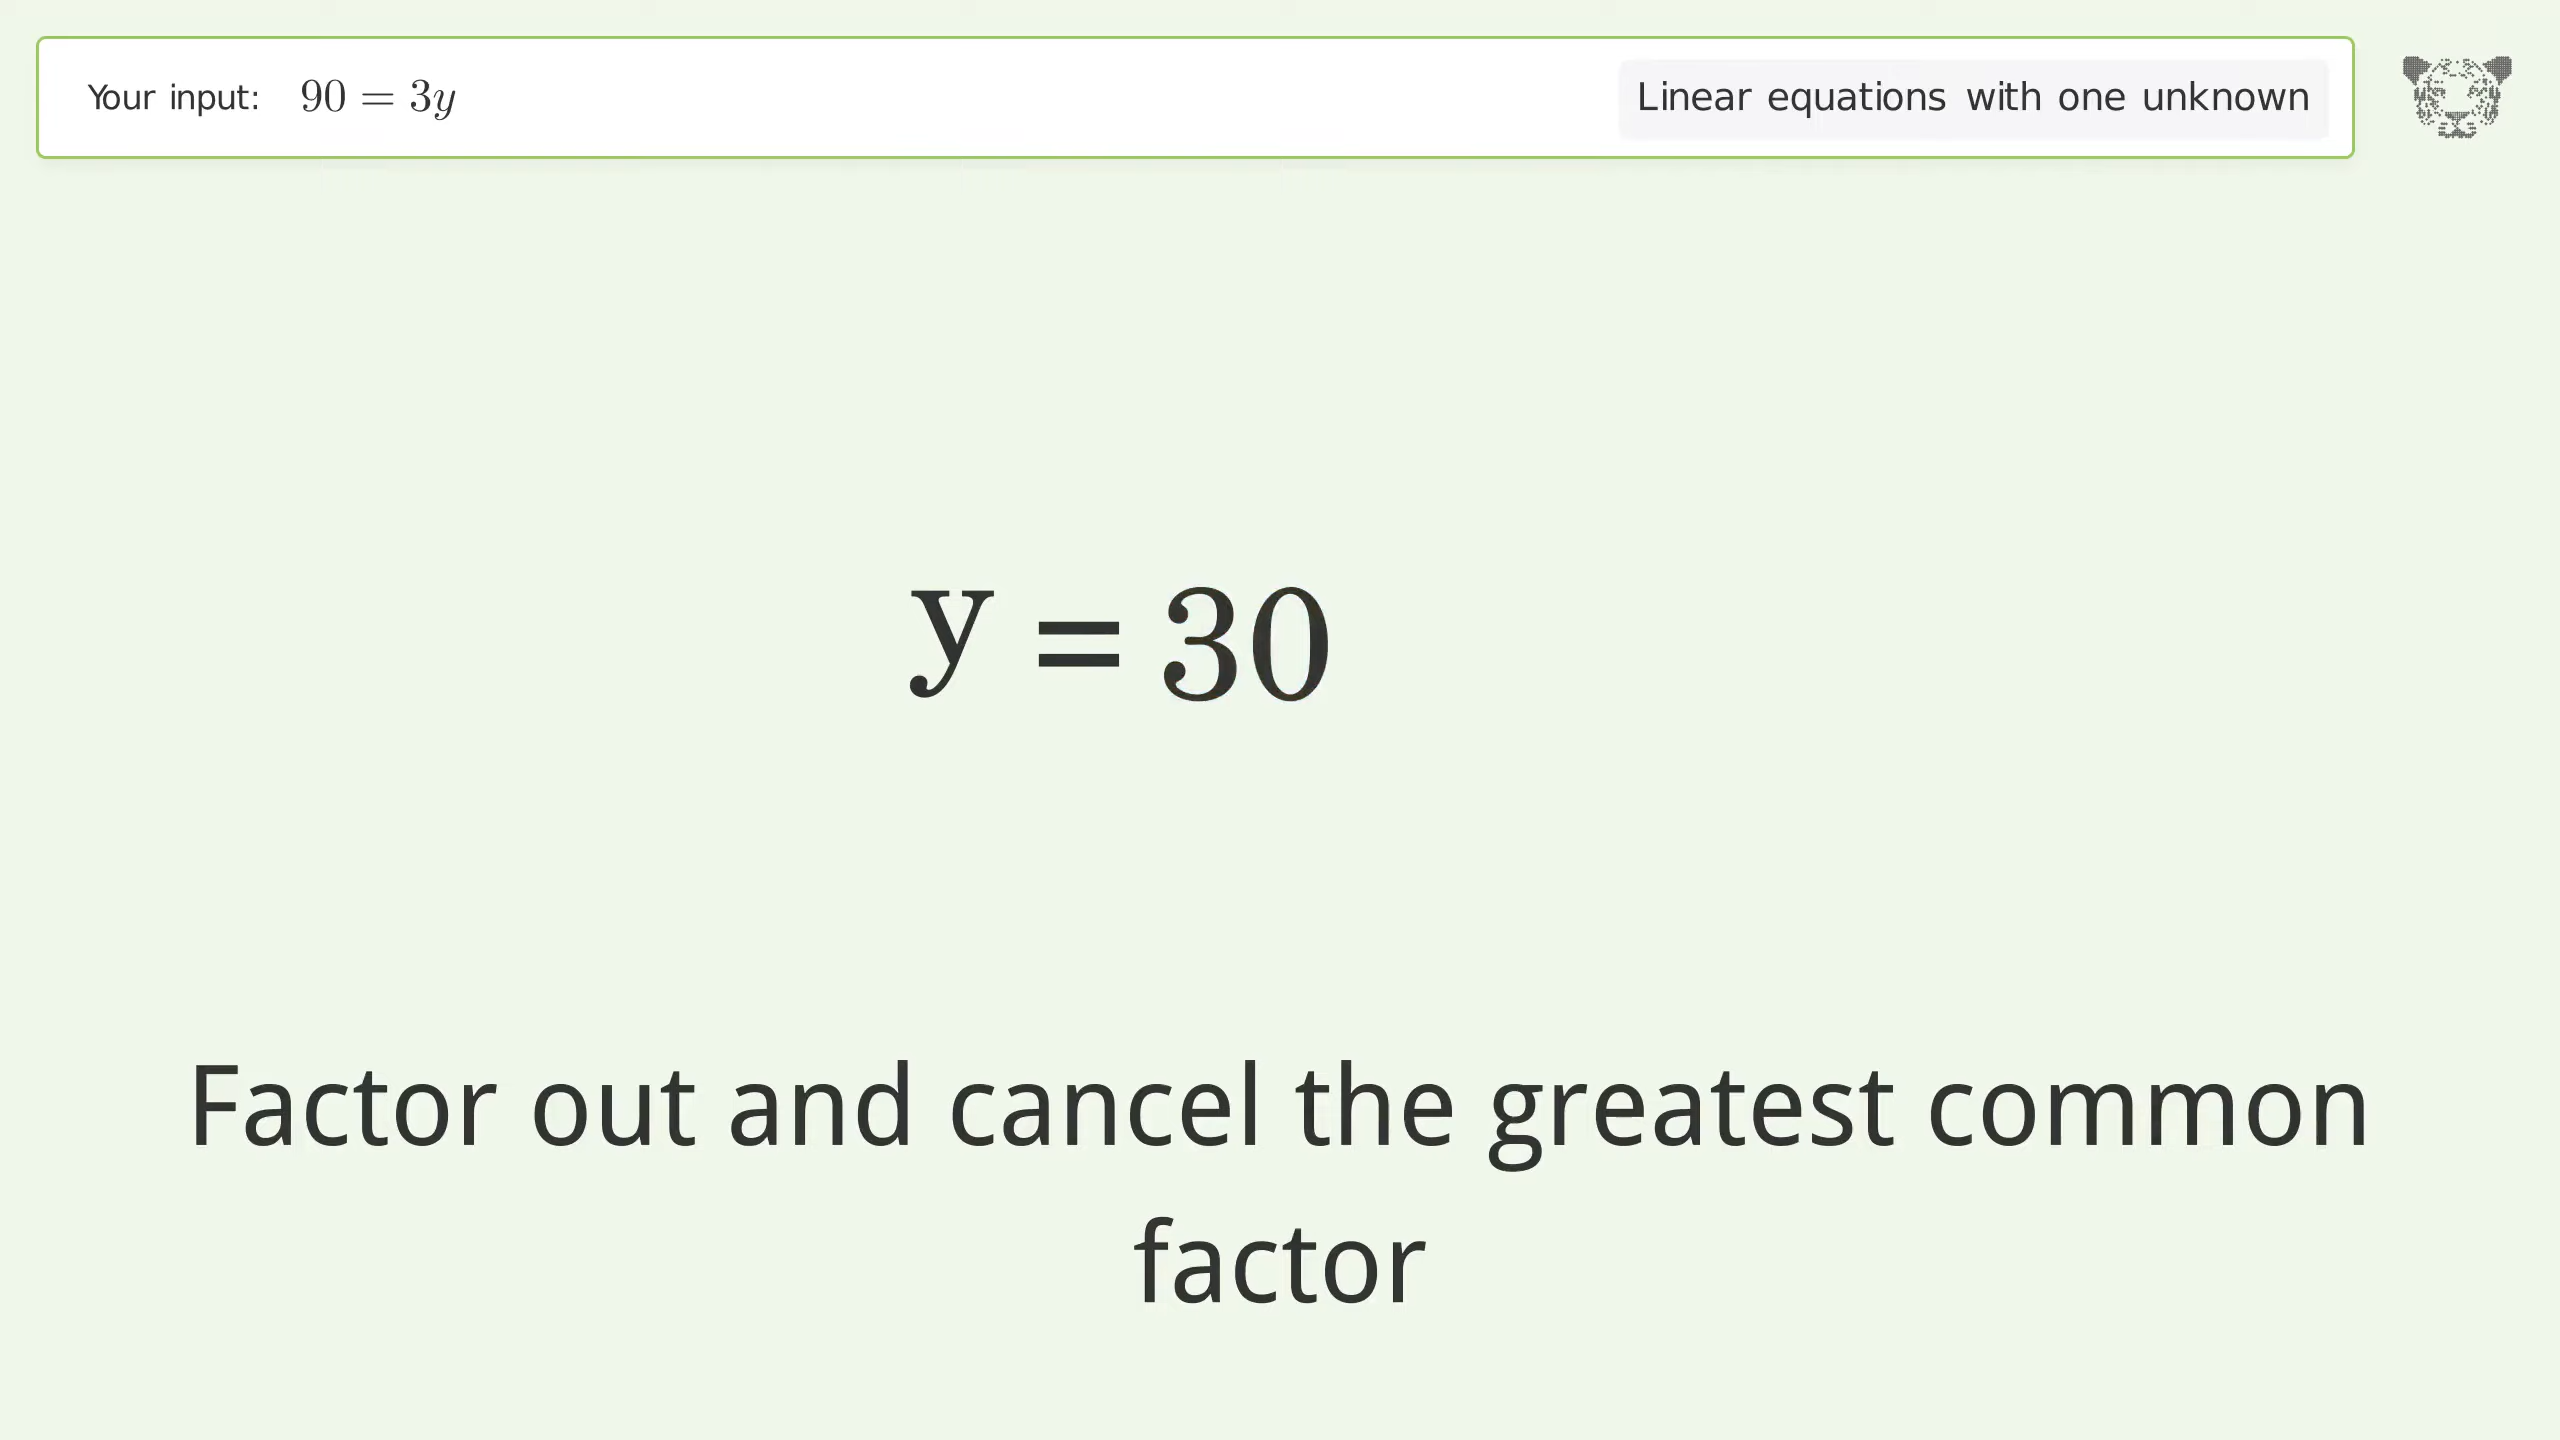 Your input: 90 = 3y
Linear equations with one unknown
y = 30
Factor out and cancel the greatest common
factor